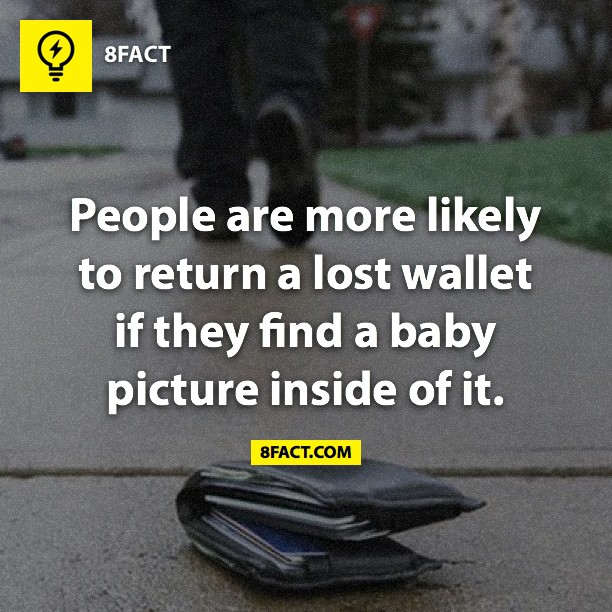 8FACT
People are more likely
to return a lost wallet
if they find a baby
picture inside of it.
8FACT.COM